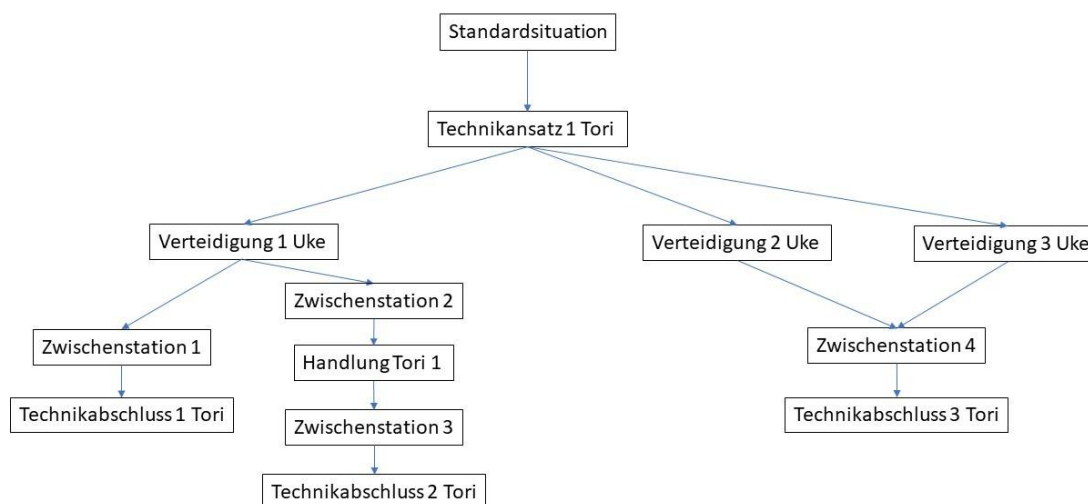 Standardsituation
Technikansatz 1 Tori
Verteidigung 1 Uke
Verteidigung 2 Uke
Verteidigung 3 Uke
Zwischenstation 2
Zwischenstation 1
Zwischenstation 4
Handlung Tori 1
Technikabschluss 1 Tori
Technikabschluss 3 Tori
Zwischenstation 3
Technikabschluss 2 Tori